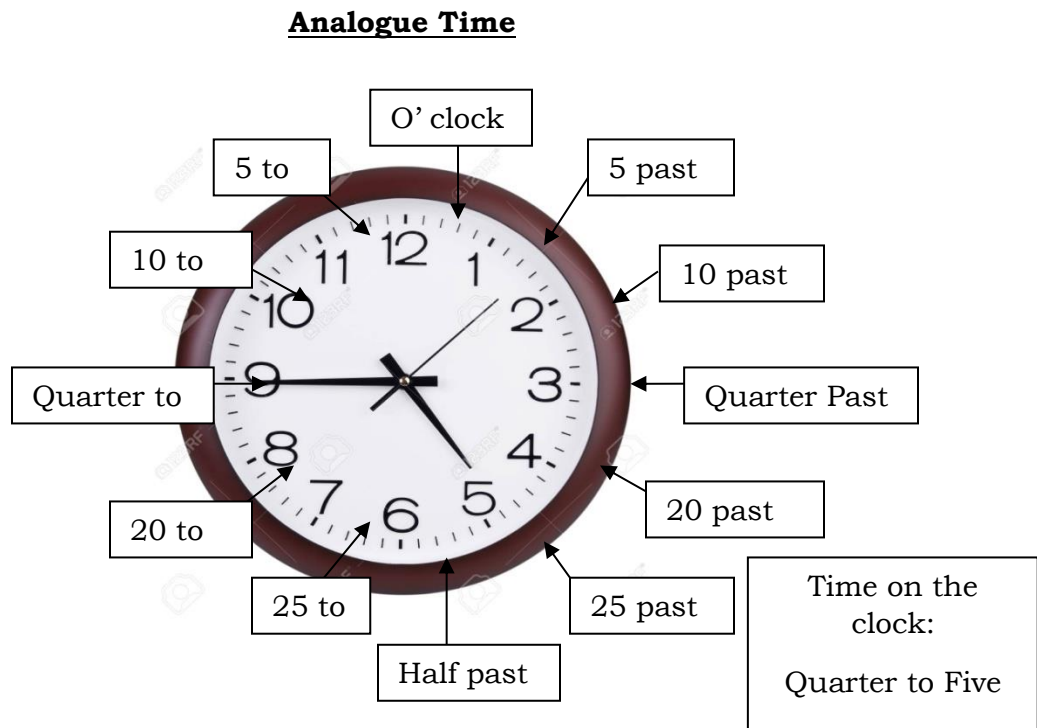 Analogue Time
O’ clock
5 to
5 past
10 to
10 past
Quarter to
Quarter Past
20 to
20 past
25 to
25 past
Half past
12
11
1
10
2
9
3
8
4
7
5
6
Time on the
clock:
Quarter to Five
123RF